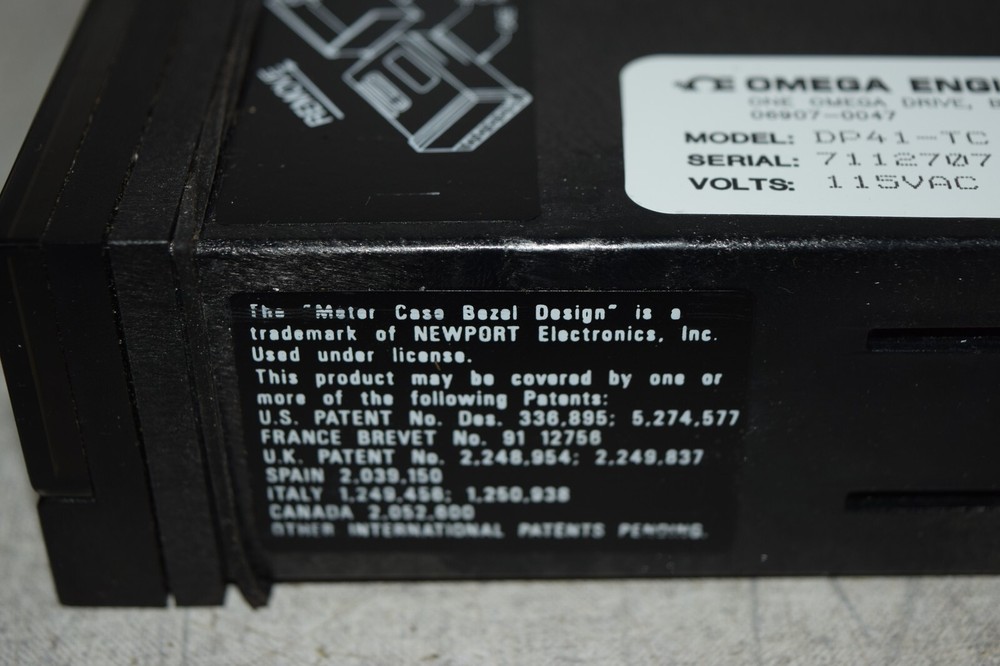 REMOVE
OMEGA ENGI
ONE OMEGA DRIVE, B
06907-0047
MODEL: DP41-TC
SERIAL: 7112707
VOLTS: 115VAC
The "Meter Case Bezel Design" is a
trademark of NEWPORT Electronics, Inc.
Used under license.
This product may be covered by one or
more of the following Patents:
U.S. PATENT No. Des. 336,895; 5,274,577
FRANCE BREVET No. 91 12756
U.K. PATENT No. 2,248,954; 2,249,837
SPAIN 2,039,150
ITALY 1,249,456; 1,250,938
CANADA 2,052,600
OTHER INTERNATIONAL PATENTS PENDING.